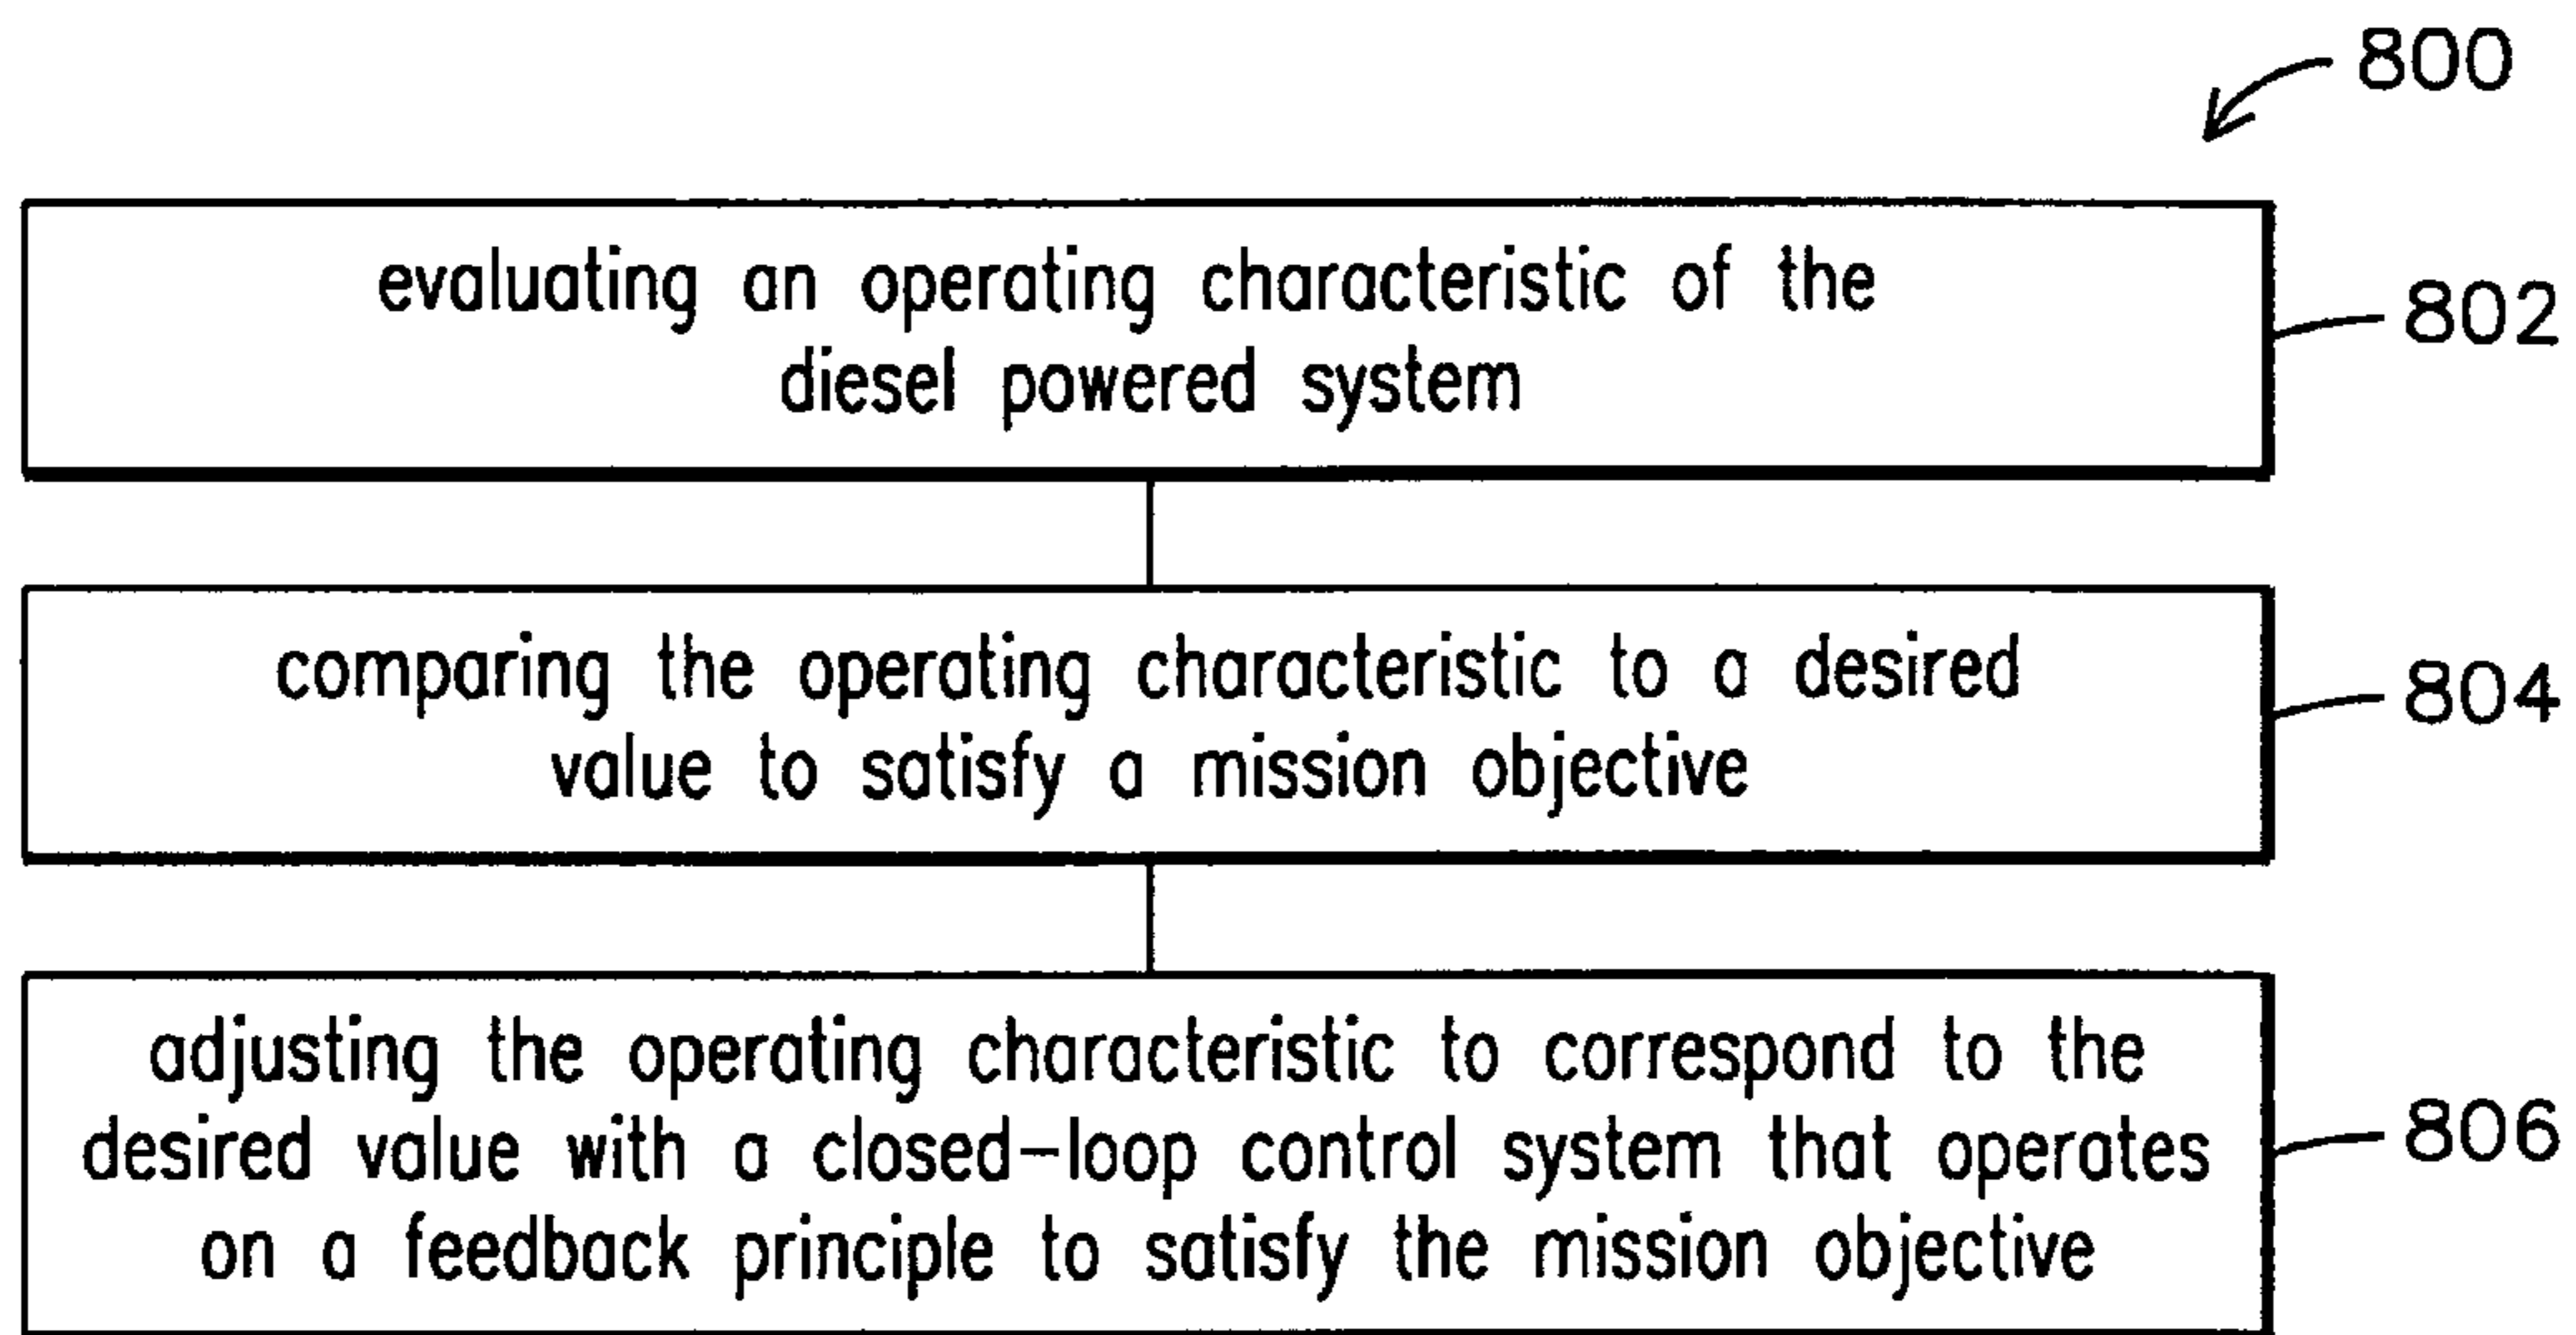 800
evaluating an operating characteristic of the
diesel powered system
802
comparing the operating characteristic to a desired
value to satisfy a mission objective
804
adjusting the operating characteristic to correspond to the
desired value with a closed-loop control system that operates
on a feedback principle to satisfy the mission objective
806